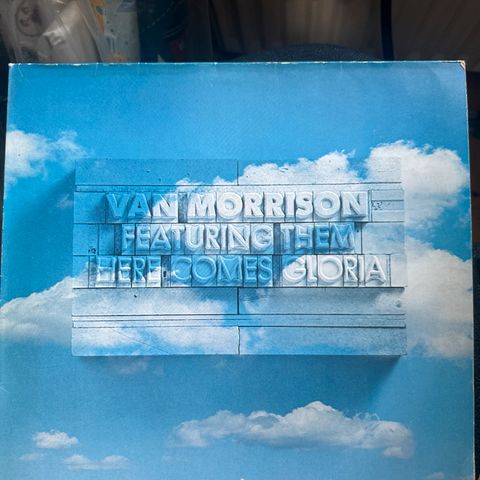 VAN MORRISON
FEATURING THEM
HERE COMES GLORIA